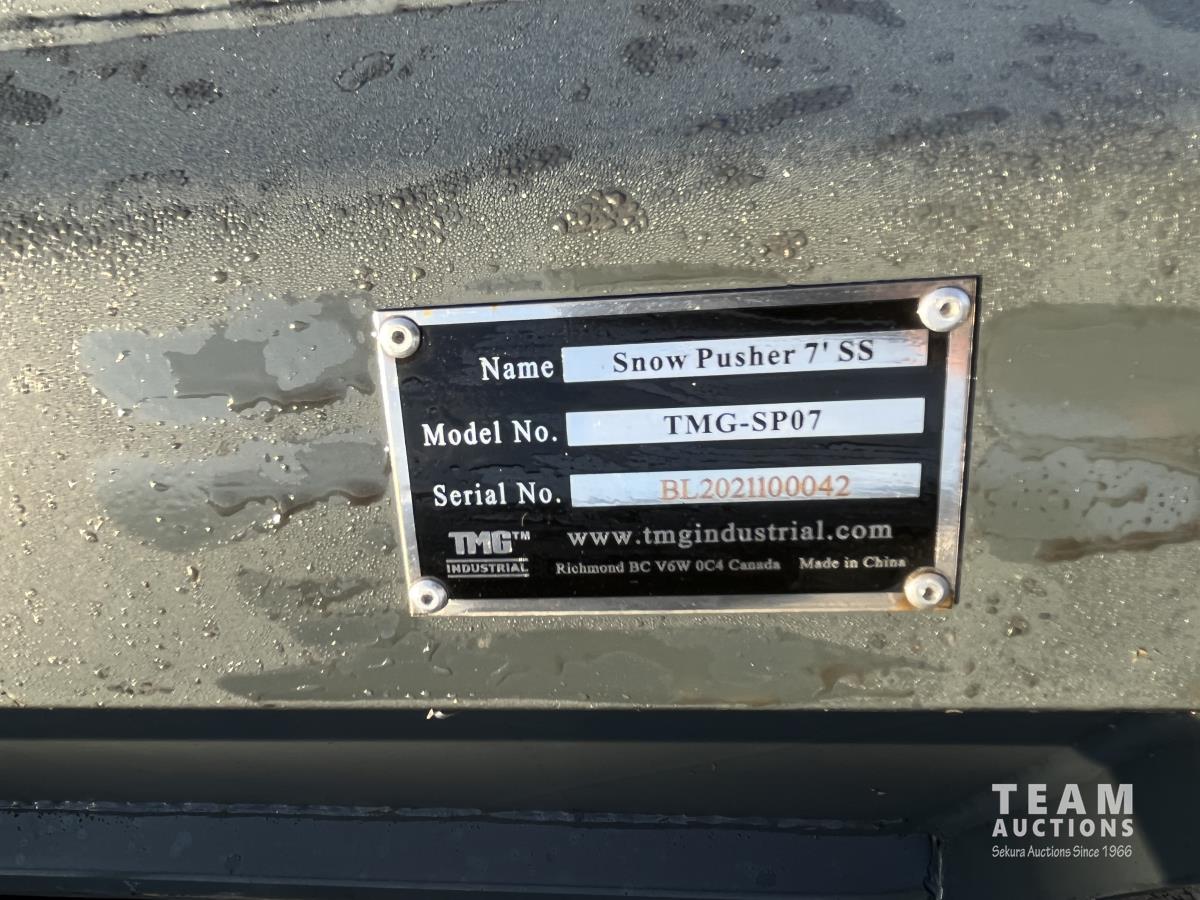 Name Snow Pusher 7' SS
Model No. TMG-SP07
Serial No. BL2021100042
TMG™ www.tmgindustrial.com
INDUSTRIAL Richmond BC V6W 0C4 Canada Made in China
TEAM
AUCTIONS
Sekura Auctions Since 1966